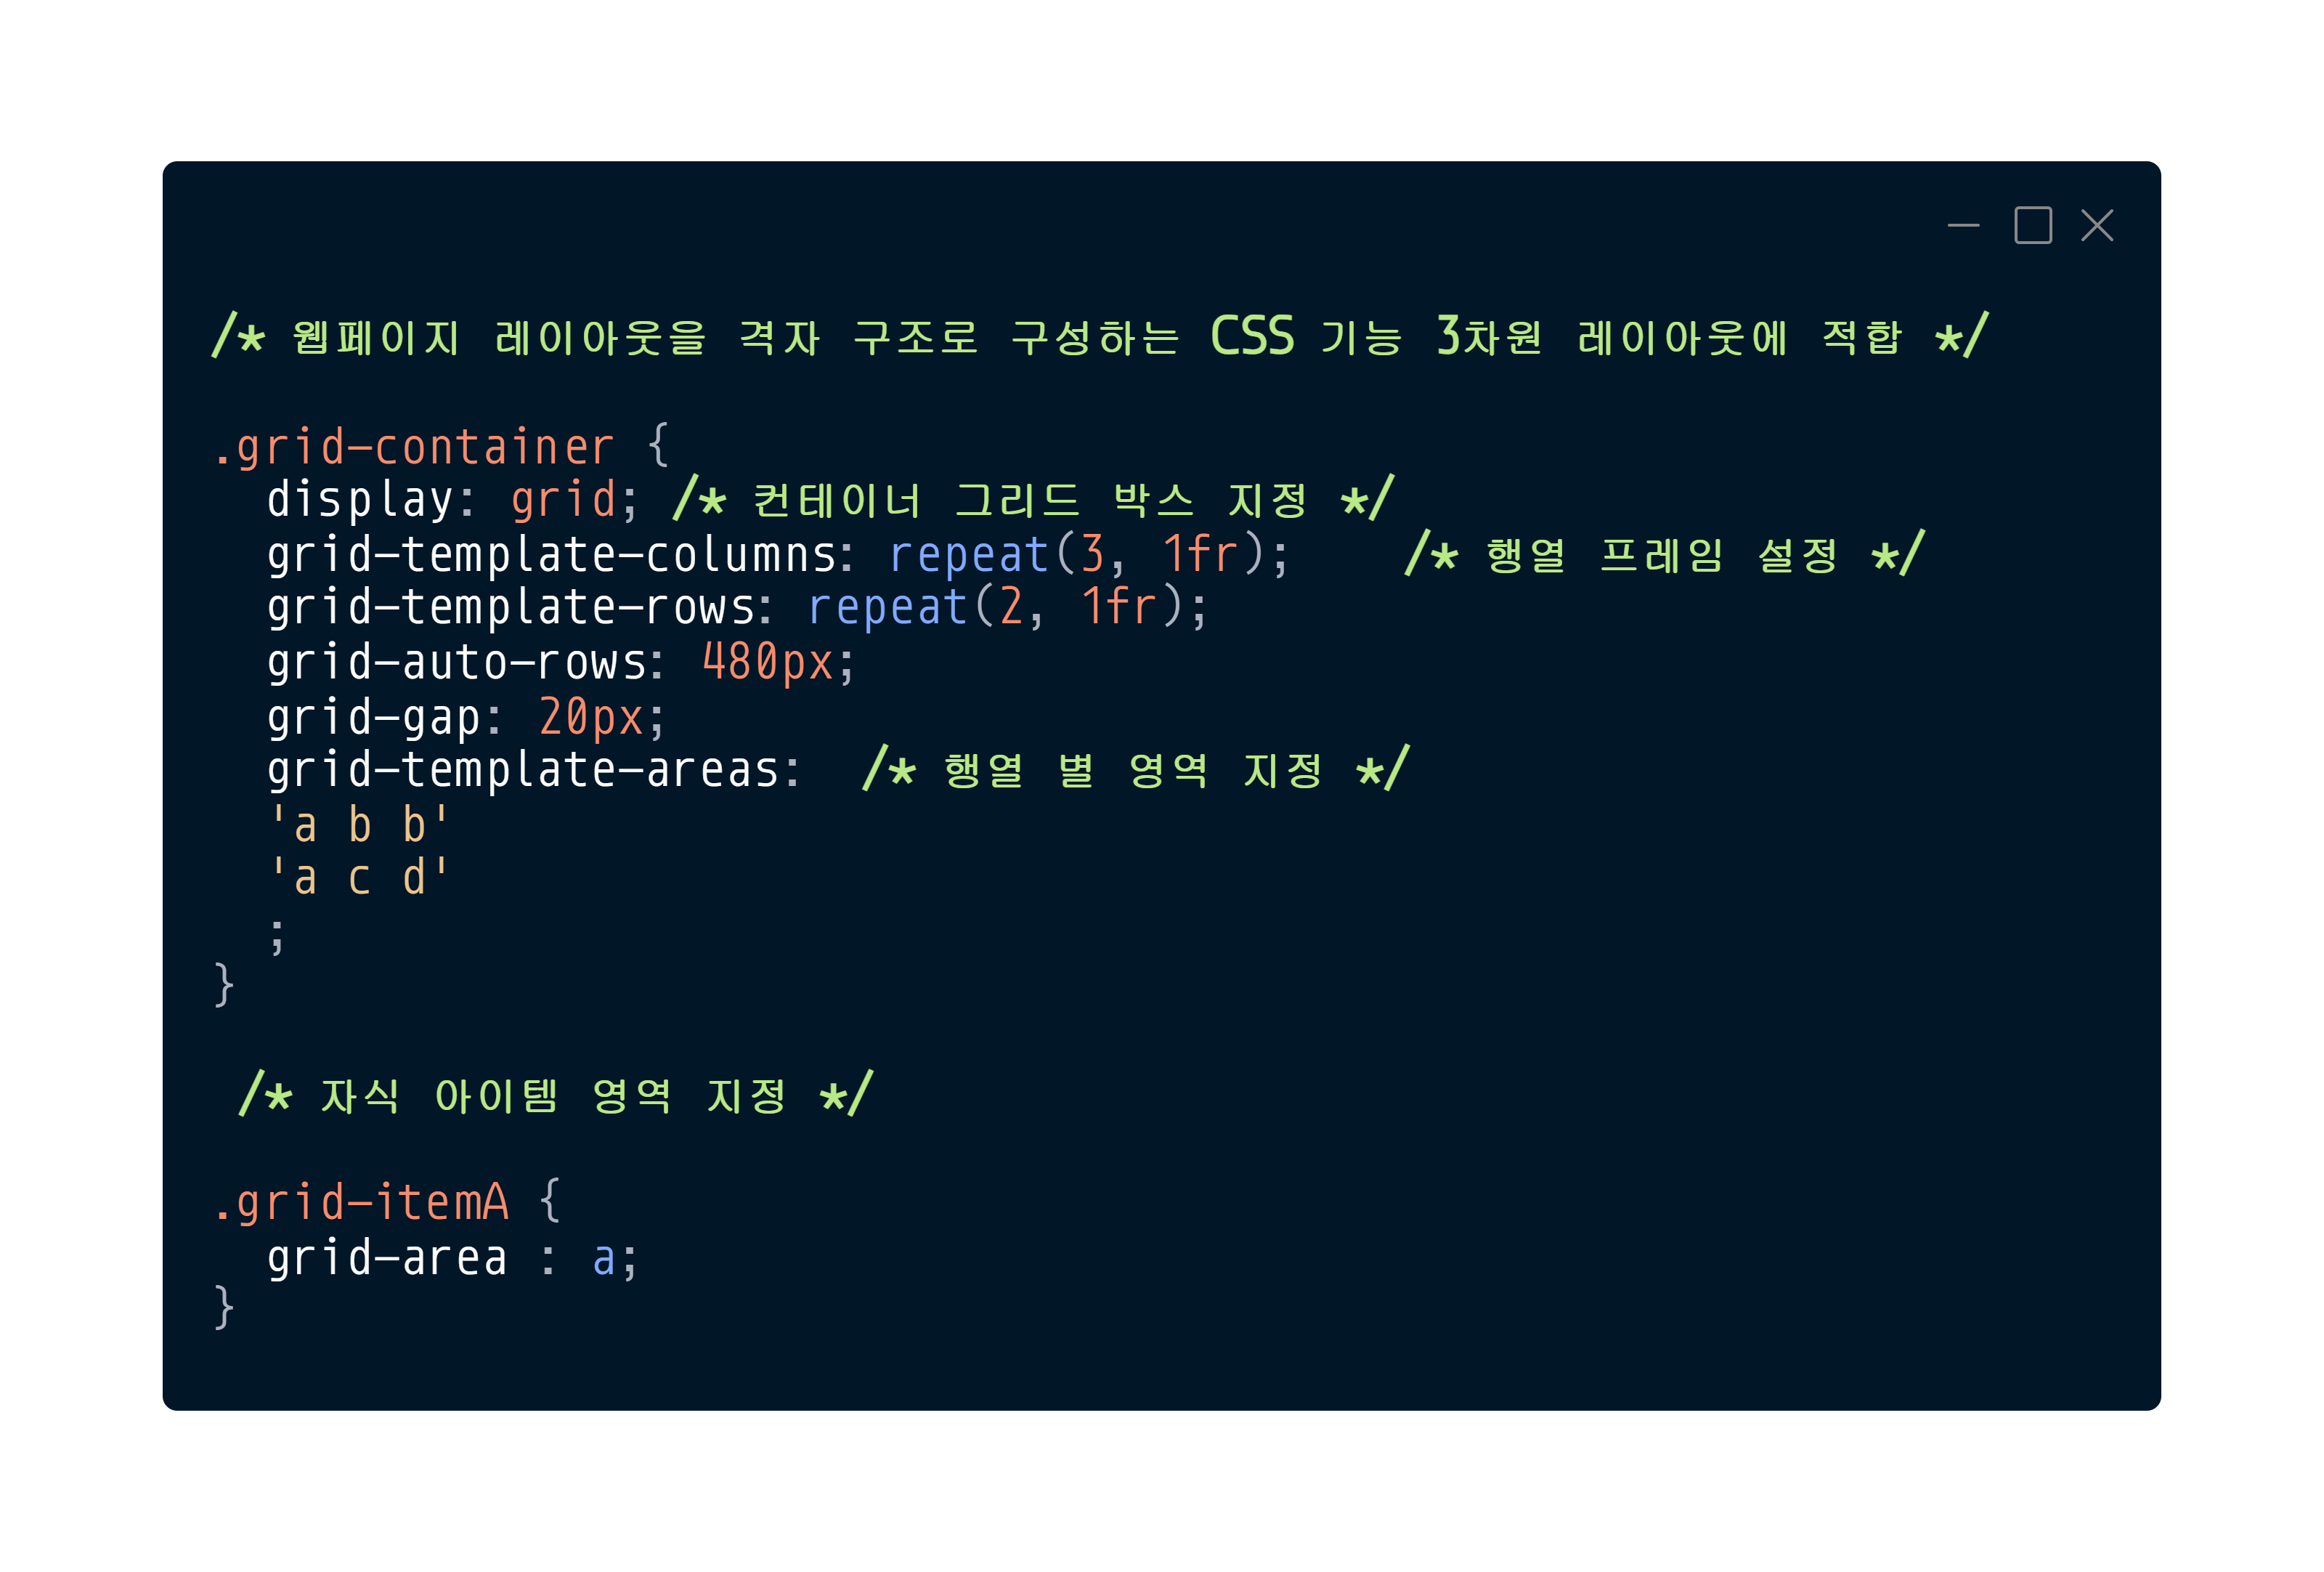 /* 웹페이지 레이아웃을 격자 구조로 구성하는 CSS 기능 3차원 레이아웃에 적합 */
.grid-container {
display: grid; /* 컨테이너 그리드 박스 지정 */
grid-template-columns: repeat(3, 1fr); /* 행열 프레임 설정 */
grid-template-rows: repeat(2, 1fr);
grid-auto-rows: 480px;
grid-gap: 20px;
grid-template-areas: /* 행열 별 영역 지정 */
'a b b'
'a c d'
;
}
/* 자식 아이템 영역 지정 */
.grid-itemA {
grid-area : a;
}